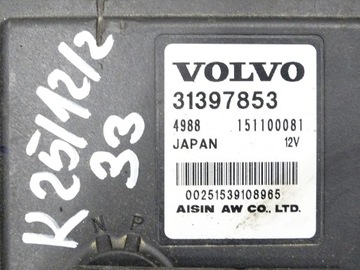 K 25/12/2
33
N P
VOLVO
31397853
4988 151100081
JAPAN 12V
00251539108965
AISIN AW CO., LTD.